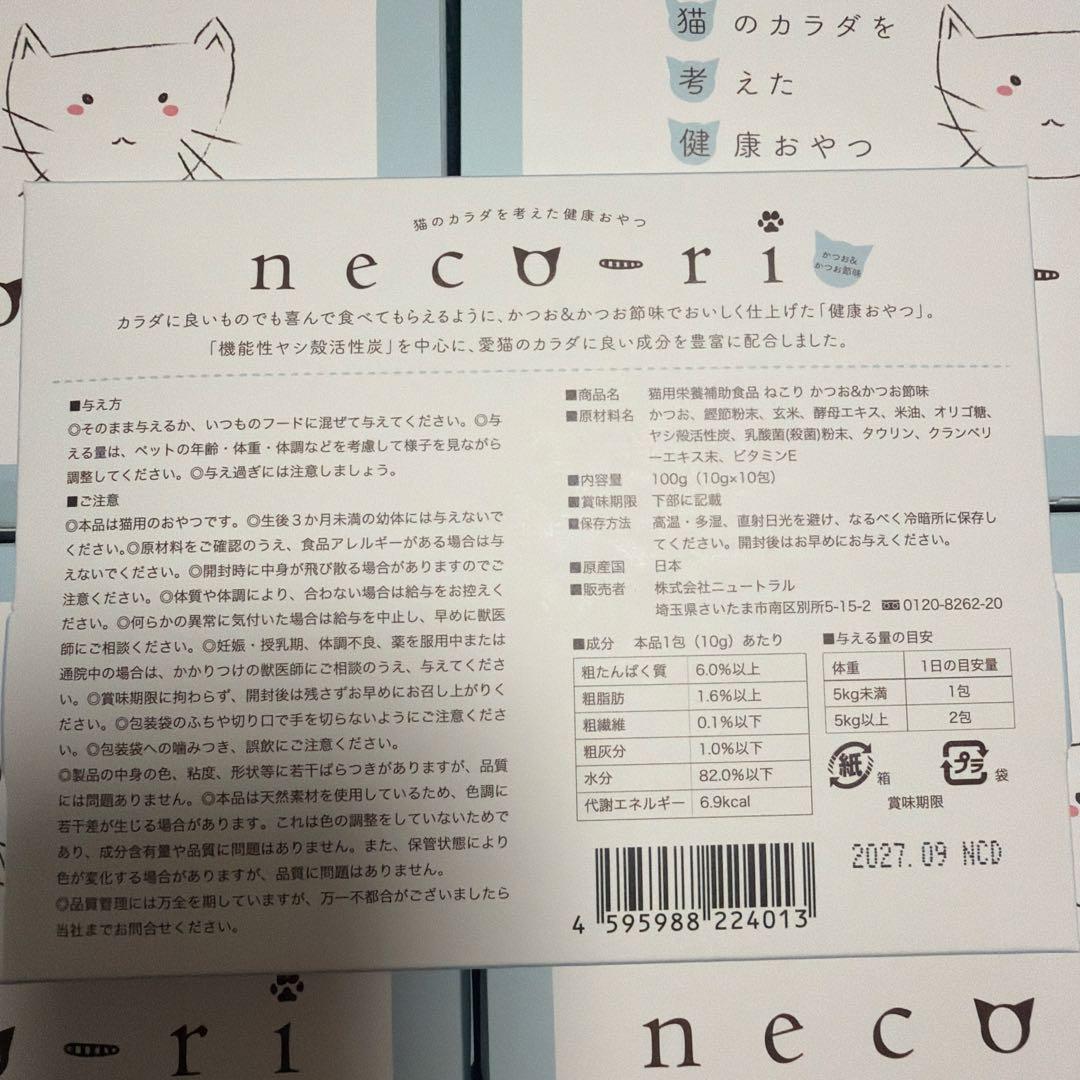 猫のカラダを
考えた
健康おやつ
猫のカラダを考えた健康おやつ
neco-ri
かつお&
かつお節味
カラダに良いものでも喜んで食べてもらえるように、かつお&かつお節味でおいしく仕上げた「健康おやつ」。
「機能性ヤシ殻活性炭」を中心に、愛猫のカラダに良い成分を豊富に配合しました。
■与え方
◎そのまま与えるか、いつものフードに混ぜて与えてください。◎与
える量は、ペットの年齢・体重・体調などを考慮して様子を見ながら
調整してください。◎与え過ぎには注意しましょう。
■ご注意
◎本品は猫用のおやつです。◎生後3か月未満の幼体には与えないで
ください。◎原材料をご確認のうえ、食品アレルギーがある場合は与
えないでください。◎開封時に中身が飛び散る場合がありますのでご
注意ください。◎体質や体調により、合わない場合は給与をお控えく
ださい。◎何らかの異常に気付いた場合は給与を中止し、早めに獣医
師にご相談ください。◎妊娠・授乳期、体調不良、薬を服用中または
通院中の場合は、かかりつけの獣医師にご相談のうえ、与えてくださ
い。◎賞味期限に拘わらず、開封後は残さずお早めにお召し上がりく
ださい。◎包装袋のふちや切り口で手を切らないようにご注意くださ
い。◎包装袋への噛みつき、誤飲にご注意ください。
◎製品の中身の色、粘度、形状等に若干ばらつきがありますが、品質
には問題ありません。◎本品は天然素材を使用しているため、色調に
若干差が生じる場合があります。これは色の調整をしていないためで
あり、成分含有量や品質に問題はありません。また、保管状態により
色が変化する場合がありますが、品質に問題はありません。
◎品質管理には万全を期していますが、万一不都合がございましたら
当社までお問合せください。
■商品名 猫用栄養補助食品 ねこり かつお&かつお節味
■原材料名 かつお、鰹節粉末、玄米、酵母エキス、米油、オリゴ糖、
ヤシ殻活性炭、乳酸菌(殺菌)粉末、タウリン、クランベリ
ーエキス末、ビタミンE
■内容量 100g(10g×10包)
■賞味期限 下部に記載
■保存方法 高温・多湿、直射日光を避け、なるべく冷暗所に保存し
てください。開封後はお早めにお与えください。
■原産国 日本
■販売者 株式会社ニュートラル
埼玉県さいたま市南区別所5-15-2 0120-8262-20
■成分 本品1包(10g)あたり
粗たんぱく質 6.0%以上
粗脂肪 1.6%以上
粗繊維 0.1%以下
粗灰分 1.0%以下
水分 82.0%以下
代謝エネルギー 6.9kcal
■与える量の目安
体重 1日の目安量
5kg未満 1包
5kg以上 2包
紙 箱 プラ 袋
賞味期限
2027.09 NCD
4 595988 224013
ri
neco